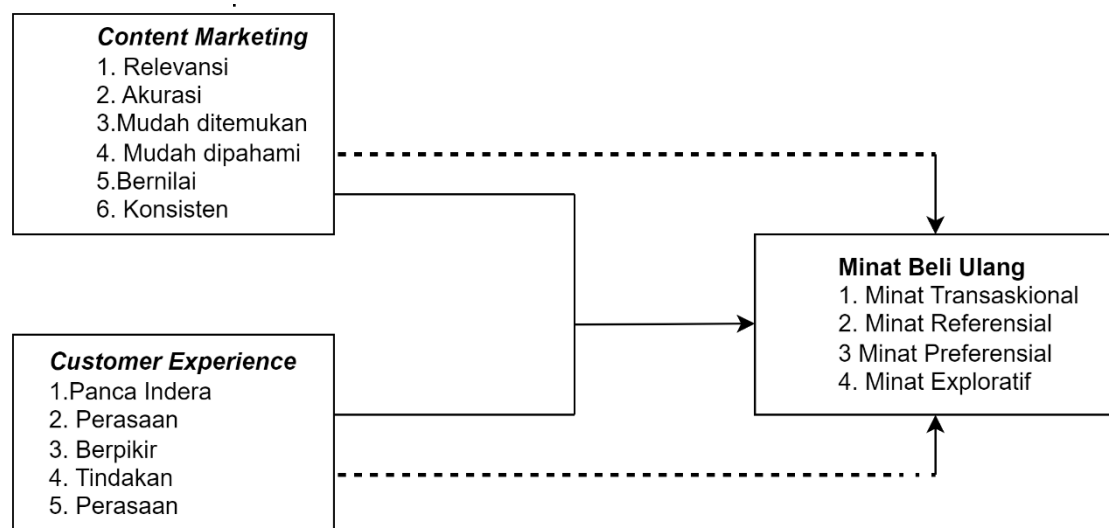 Content Marketing
1. Relevansi
2. Akurasi
3.Mudah ditemukan
4. Mudah dipahami
5.Bernilai
6. Konsisten
Customer Experience
1.Panca Indera
2. Perasaan
3. Berpikir
4. Tindakan
5. Perasaan
Minat Beli Ulang
1. Minat Transaskional
2. Minat Referensial
3 Minat Preferensial
4. Minat Exploratif